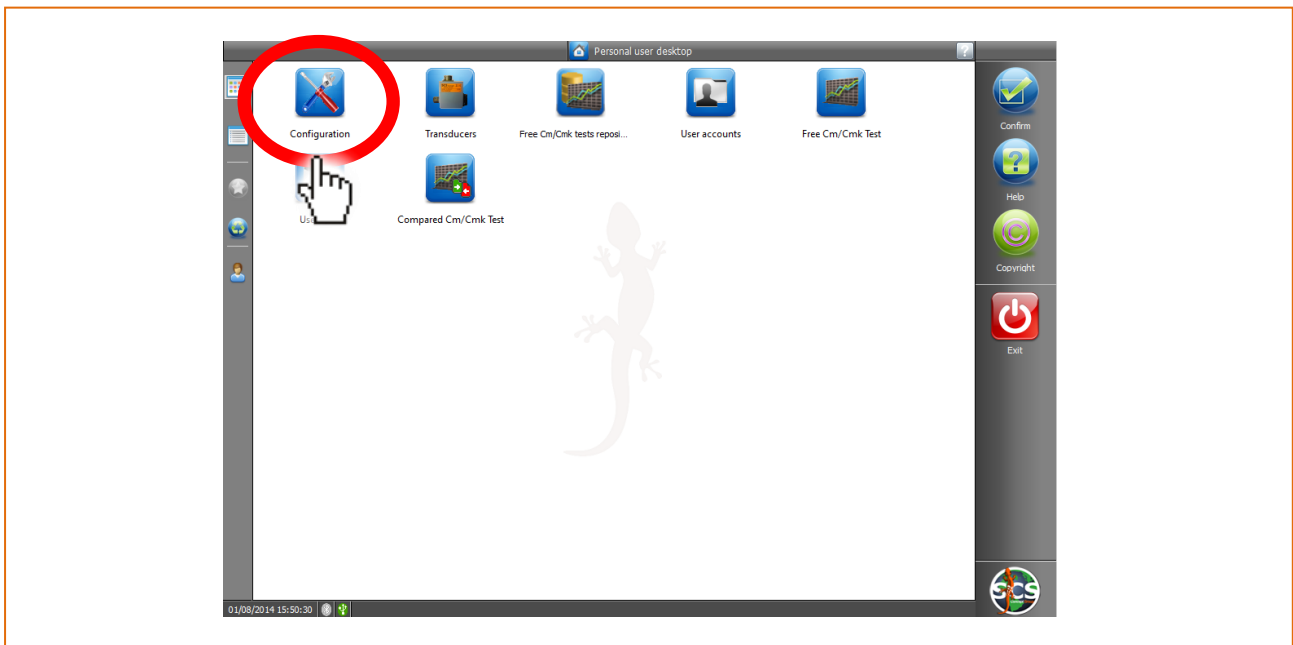 Personal user desktop
?
Configuration
Transducers
Free Cm/Cmk tests reposi...
User accounts
Free Cm/Cmk Test
Compared Cm/Cmk Test
Confirm
?
Help
©
Copyright
Exit
SCS
01/08/2014 15:50:30